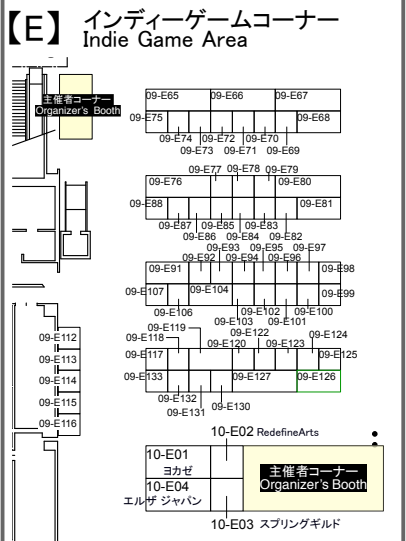 【E】 インディーゲームコーナー
Indie Game Area
主催者コーナー
Organizer's Booth
09-E65 09-E66 09-E67
09-E75 09-E68
09-E74 09-E72 09-E70
09-E73 09-E71 09-E69
09-E77 09-E78 09-E79
09-E76 09-E80
09-E88 09-E81
09-E87 09-E85 09-E83
09-E86 09-E84 09-E82
09-E93 09-E95 09-E97
09-E92 09-E94 09-E96
09-E91 09-E98
09-E107 09-E104 09-E99
09-E106 09-E102 09-E100
09-E103 09-E101
09-E119 09-E122 09-E124
09-E118 09-E120 09-E123
09-E117 09-E125
09-E133 09-E127 09-E126
09-E132 09-E130
09-E131
09-E112
09-E113
09-E114
09-E115
09-E116
10-E02 RedefineArts
10-E01
ヨカゼ
10-E04
エルザ ジャパン
主催者コーナー
Organizer's Booth
10-E03 スプリングギルド